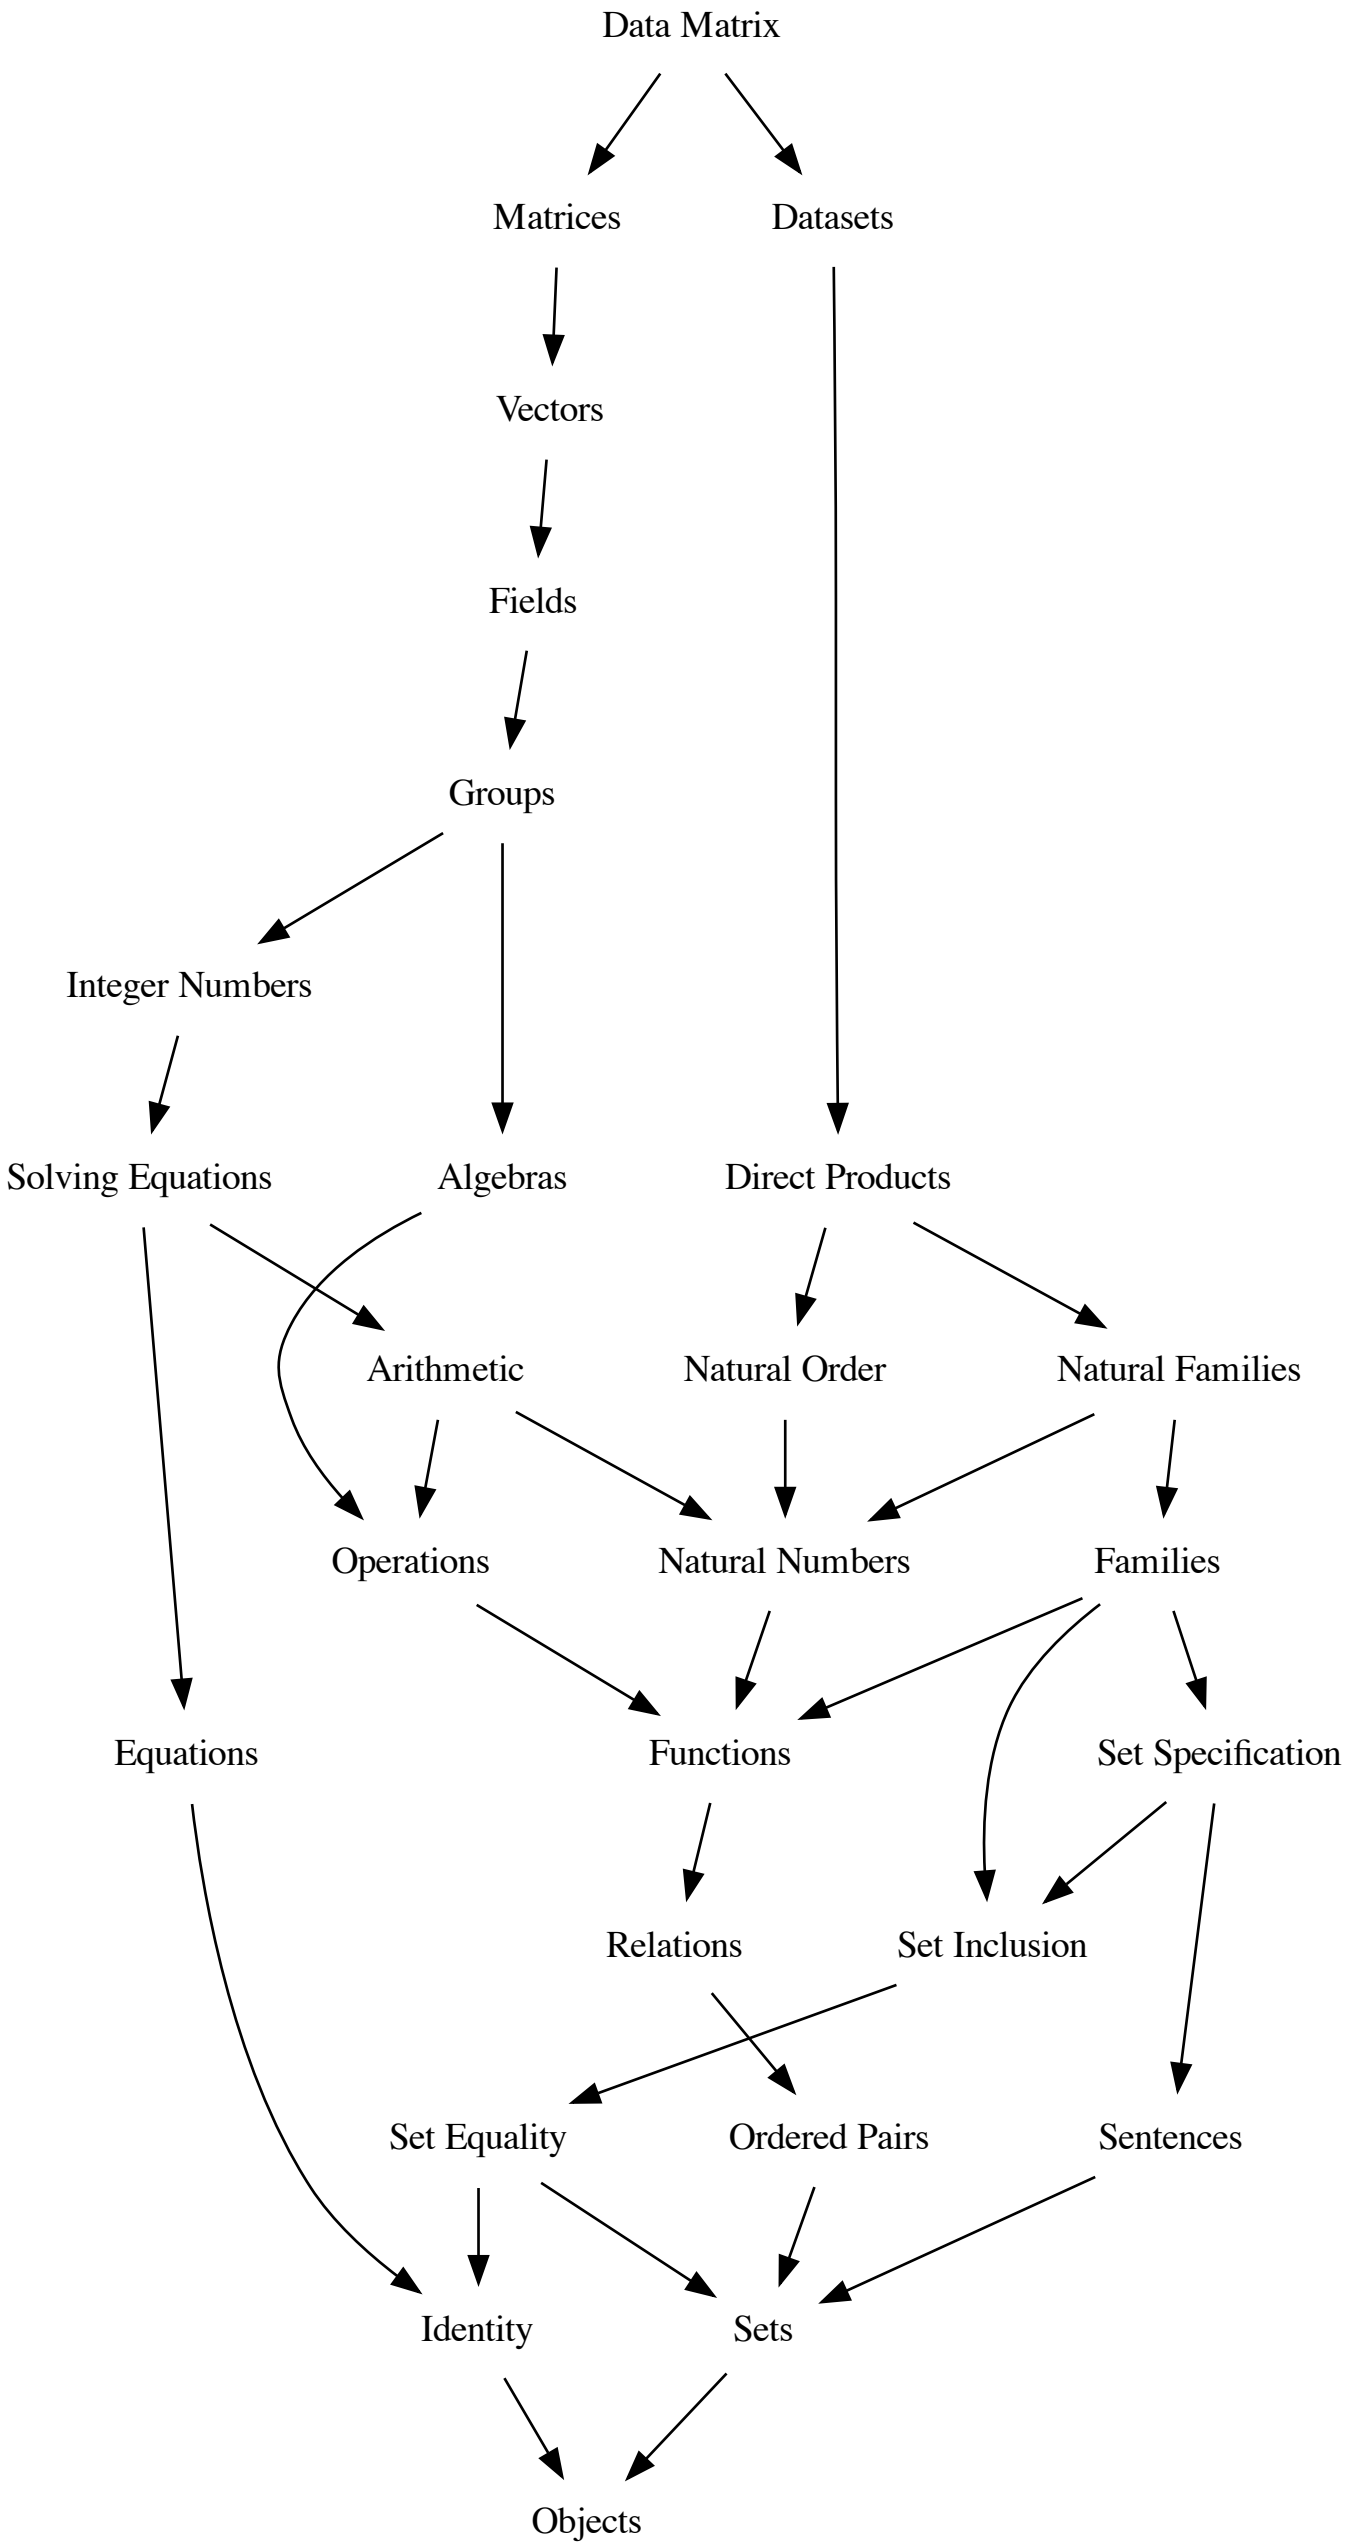 Data Matrix
Matrices
Datasets
Vectors
Fields
Groups
Integer Numbers
Solving Equations
Algebras
Direct Products
Arithmetic
Natural Order
Natural Families
Operations
Natural Numbers
Families
Equations
Functions
Set Specification
Relations
Set Inclusion
Set Equality
Ordered Pairs
Sentences
Identity
Sets
Objects